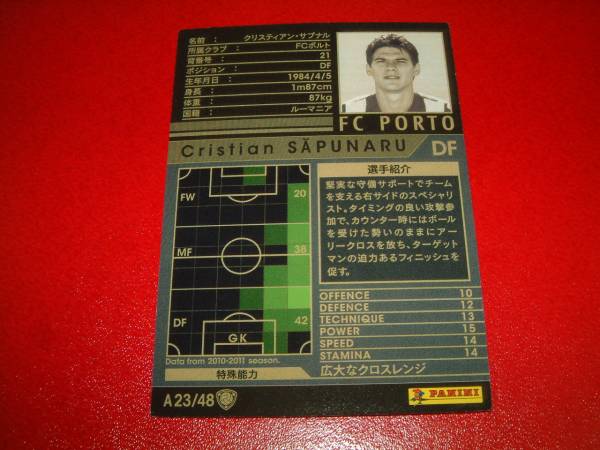 名前 : クリスティアン・サプナル
所属クラブ : FCポルト
背番号 : 21
ポジション : DF
生年月日 : 1984/4/5
身長 : 1m87cm
体重 : 87kg
国籍 : ルーマニア
FC PORTO
Cristian SĂPUNARU DF
FW 20
MF 38
DF 42
GK
Data from 2010-2011 season.
特殊能力
選手紹介
堅実な守備サポートでチーム
を支える右サイドのスペシャリ
スト。タイミングの良い攻撃参
加で、カウンター時にはボール
を受けた勢いのままにアー
リークロスを放ち、ターゲット
マンの迫力あるフィニッシュを
促す。
OFFENCE 10
DEFENCE 12
TECHNIQUE 13
POWER 15
SPEED 14
STAMINA 14
広大なクロスレンジ
A 23/48
PANINI